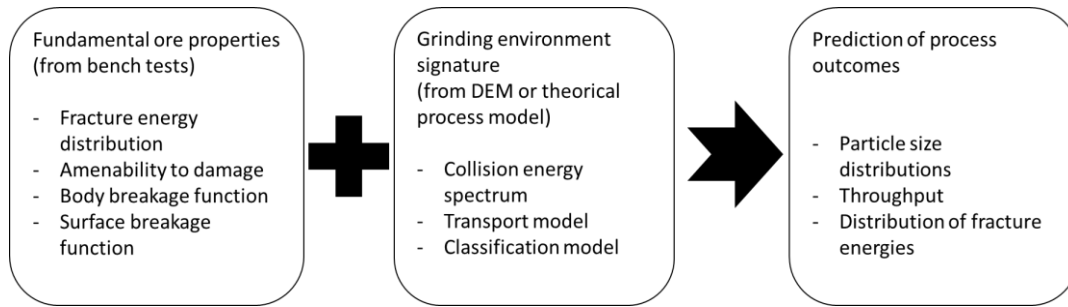 Fundamental ore properties
(from bench tests)
- Fracture energy
distribution
- Amenability to damage
- Body breakage function
- Surface breakage
function
Grinding environment
signature
(from DEM or theorical
process model)
- Collision energy
spectrum
- Transport model
- Classification model
Prediction of process
outcomes
- Particle size
distributions
- Throughput
- Distribution of fracture
energies